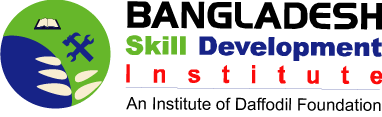 BANGLADESH
Skill Development
Institute
An Institute of Daffodil Foundation